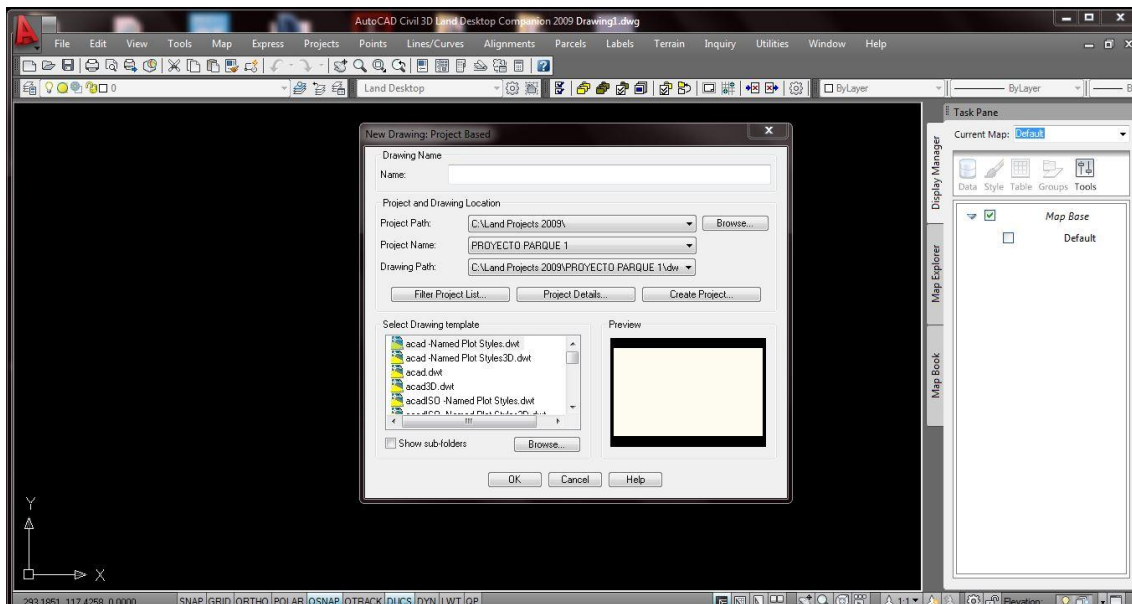 AutoCAD Civil 3D Land Desktop Companion 2009 Drawing1.dwg
File Edit View Tools Map Express Projects Points Lines/Curves Alignments Parcels Labels Terrain Inquiry Utilities Window Help
0 Land Desktop ByLayer ByLayer
New Drawing: Project Based
Drawing Name
Name:
Project and Drawing Location
Project Path: C:\Land Projects 2009\ Browse...
Project Name: PROYECTO PARQUE 1
Drawing Path: C:\Land Projects 2009\PROYECTO PARQUE 1\dw
Filter Project List... Project Details... Create Project...
Select Drawing template
acad -Named Plot Styles.dwt
acad -Named Plot Styles3D.dwt
acad.dwt
acad3D.dwt
acadISO -Named Plot Styles.dwt
Show sub-folders Browse...
Preview
OK Cancel Help
Task Pane
Current Map: Default
Data Style Table Groups Tools
Map Base
Default
Display Manager
Map Explorer
Map Book
Y
X
293.1951, 117.4258, 0.0000 SNAP GRID ORTHO POLAR OSNAP OTRACK DUCS DYN LWT QP 1:1 Elevation: